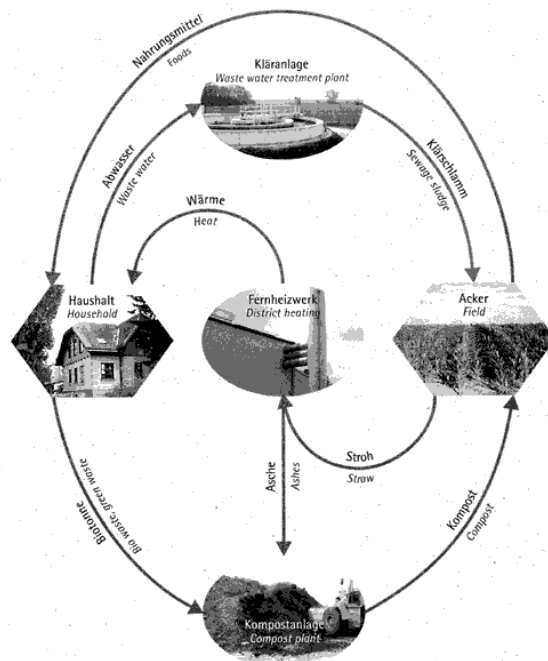 Nahrungsmittel
Foods
Kläranlage
Waste water treatment plant
Abwässer
Waste water
Klärschlamm
Sewage sludge
Wärme
Heat
Haushalt
Household
Fernheizwerk
District heating
Acker
Field
Asche
Ashes
Stroh
Straw
Biotonne
Bio waste, green waste
Kompost
Compost
Kompostanlage
Compost plant